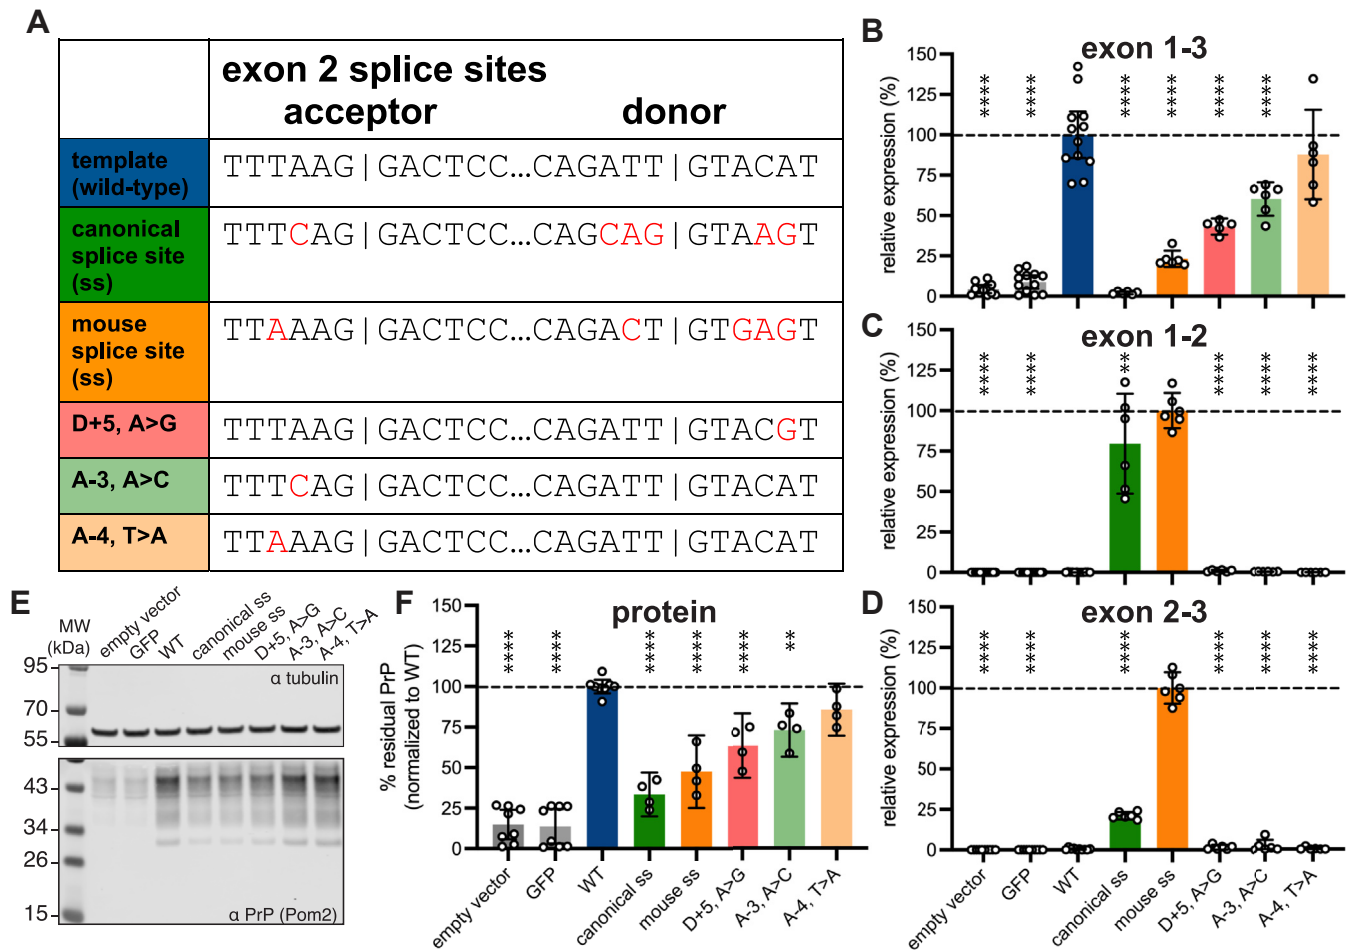 A
exon 2 splice sites
acceptor donor
template
(wild-type)
TTTAAG|GACTCC...CAGATT|GTACAT
canonical
splice site
(ss)
TTTCAG|GACTCC...CAGCAG|GTAAGT
mouse
splice site
(ss)
TTAAAG|GACTCC...CAGACT|GTGAGT
D+5, A>G
TTTAAG|GACTCC...CAGATT|GTACGT
A-3, A>C
TTTCAG|GACTCC...CAGATT|GTACAT
A-4, T>A
TTAAAG|GACTCC...CAGATT|GTACAT
B
exon 1-3
relative expression (%)
150
125
100
75
50
25
0
**** **** **** **** **** ****
C
exon 1-2
relative expression (%)
150
125
100
75
50
25
0
**** **** ** **** **** ****
D
exon 2-3
relative expression (%)
150
125
100
75
50
25
0
**** **** **** **** **** ****
empty vector
GFP
WT
canonical ss
mouse ss
D+5, A>G
A-3, A>C
A-4, T>A
E
MW
(kDa)
empty vector
GFP
WT
canonical ss
mouse ss
D+5, A>G
A-3, A>C
A-4, T>A
95
70
55
α tubulin
43
34
26
15
α PrP (Pom2)
F
protein
% residual PrP
(normalized to WT)
150
125
100
75
50
25
0
**** **** **** **** **** **
empty vector
GFP
WT
canonical ss
mouse ss
D+5, A>G
A-3, A>C
A-4, T>A